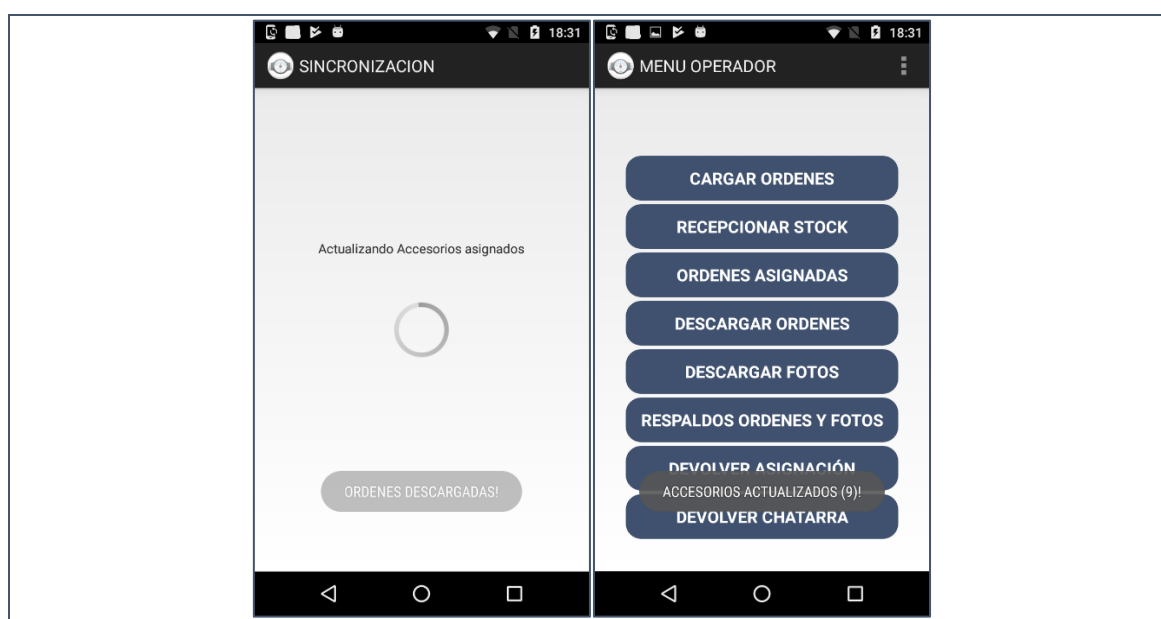 18:31
SINCRONIZACION
Actualizando Accesorios asignados
ORDENES DESCARGADAS!
18:31
MENU OPERADOR
CARGAR ORDENES
RECEPCIONAR STOCK
ORDENES ASIGNADAS
DESCARGAR ORDENES
DESCARGAR FOTOS
RESPALDOS ORDENES Y FOTOS
DEVOLVER ASIGNACIÓN
ACCESORIOS ACTUALIZADOS (9)!
DEVOLVER CHATARRA